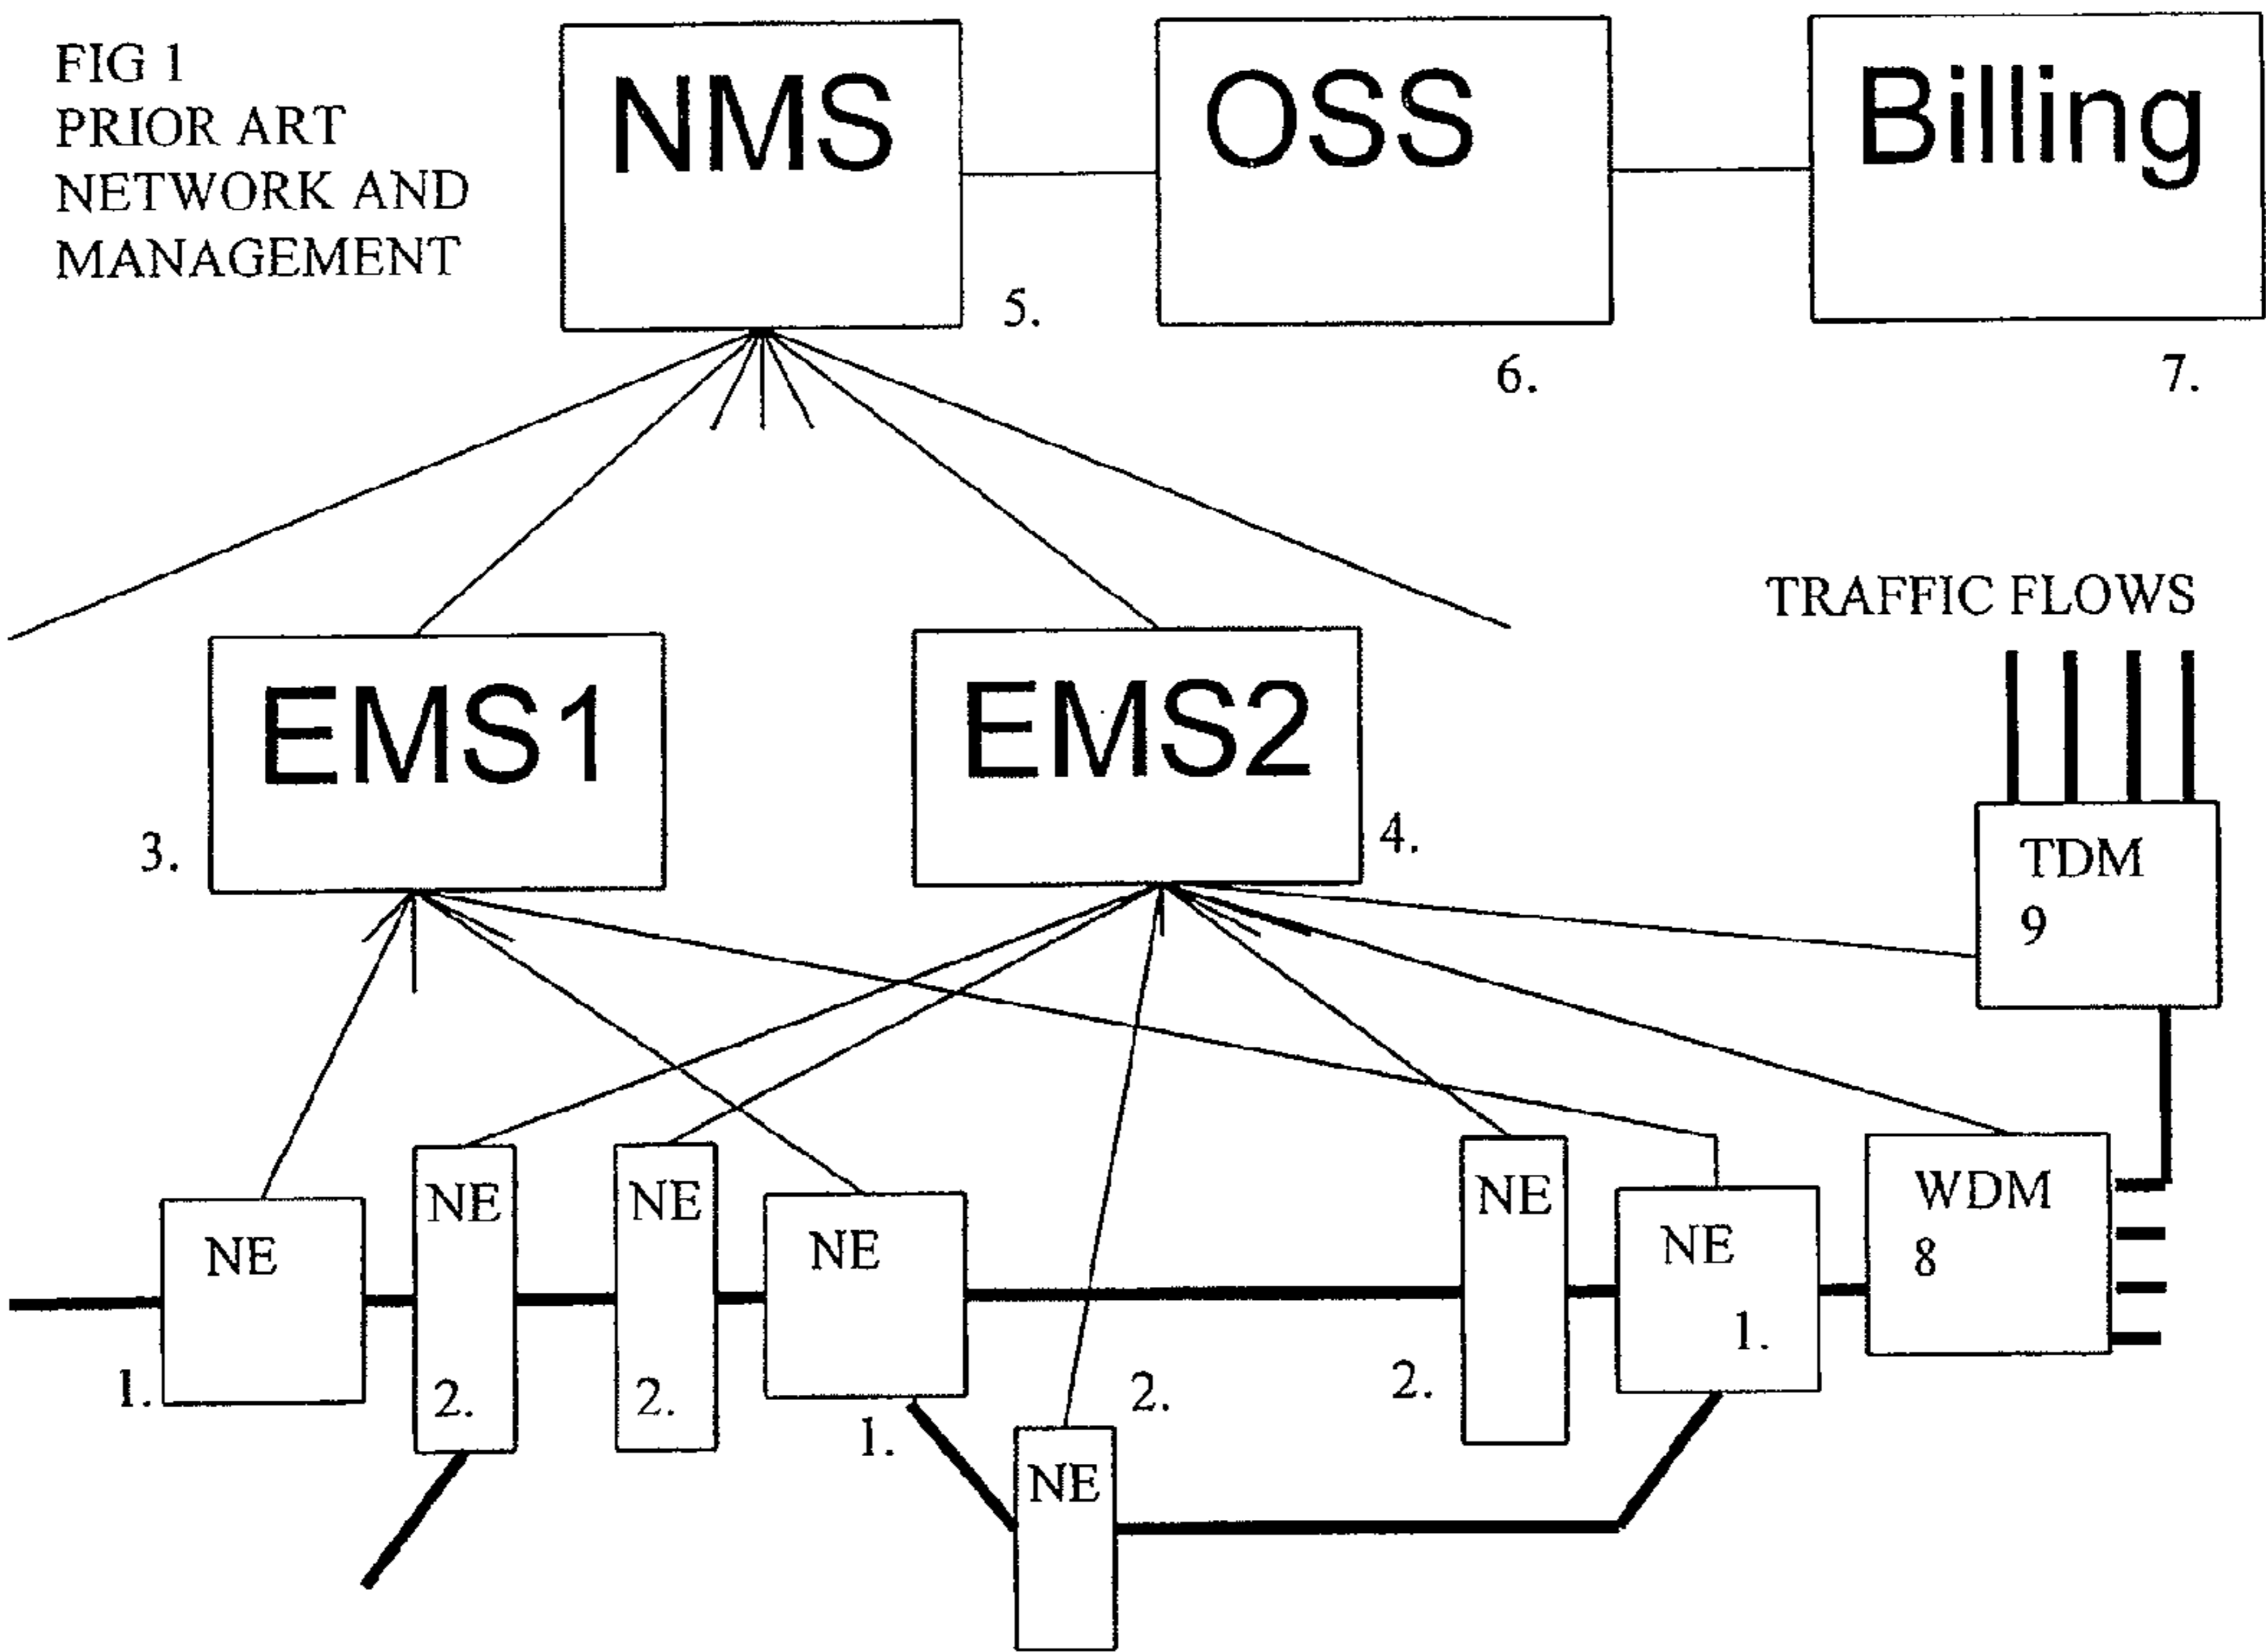 FIG 1
PRIOR ART
NETWORK AND
MANAGEMENT
NMS
OSS
Billing
5.
6.
7.
TRAFFIC FLOWS
EMS1
EMS2
3.
4.
TDM
9
NE
NE
NE
NE
NE
NE
WDM
8
1.
2.
2.
1.
2.
2.
1.
NE